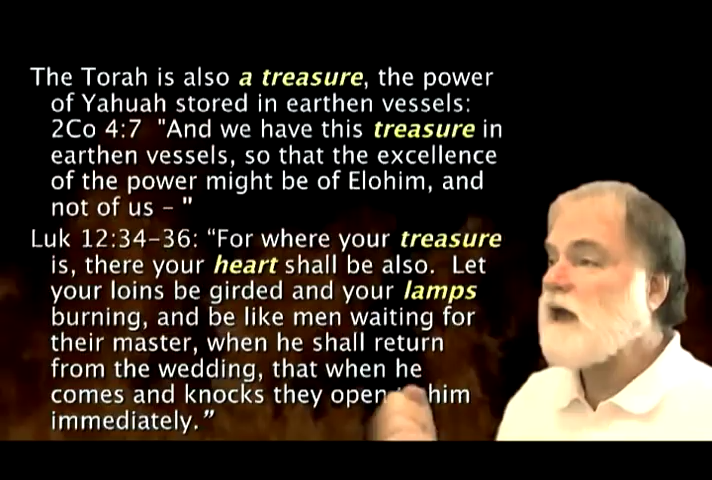 The Torah is also a treasure, the power
of Yahuah stored in earthen vessels:
2Co 4:7 "And we have this treasure in
earthen vessels, so that the excellence
of the power might be of Elohim, and
not of us – "
Luk 12:34–36: “For where your treasure
is, there your heart shall be also. Let
your loins be girded and your lamps
burning, and be like men waiting for
their master, when he shall return
from the wedding, that when he
comes and knocks they open him
immediately.”